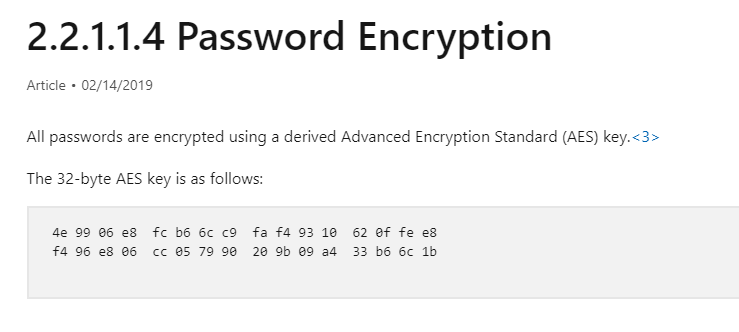 2.2.1.1.4 Password Encryption
Article • 02/14/2019
All passwords are encrypted using a derived Advanced Encryption Standard (AES) key.<3>
The 32-byte AES key is as follows:
4e 99 06 e8  fc b6 6c c9  fa f4 93 10  62 0f fe e8
f4 96 e8 06  cc 05 79 90  20 9b 09 a4  33 b6 6c 1b